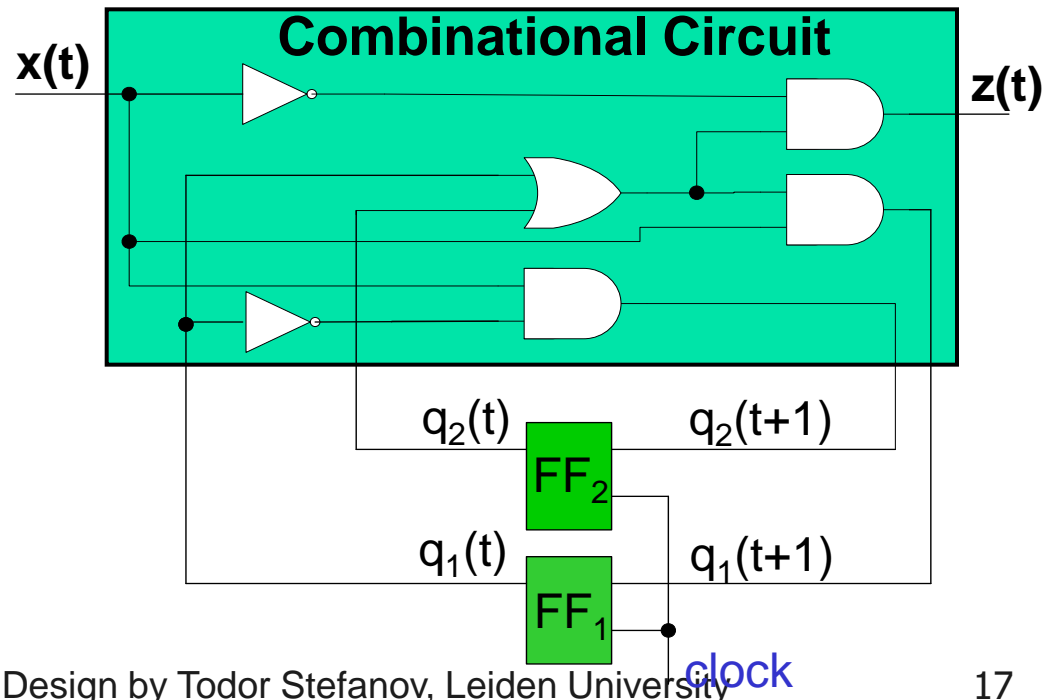 Combinational Circuit
x(t)
z(t)
q₂(t)
q₂(t+1)
FF₂
q₁(t)
q₁(t+1)
FF₁
clock
Design by Todor Stefanov, Leiden University
17